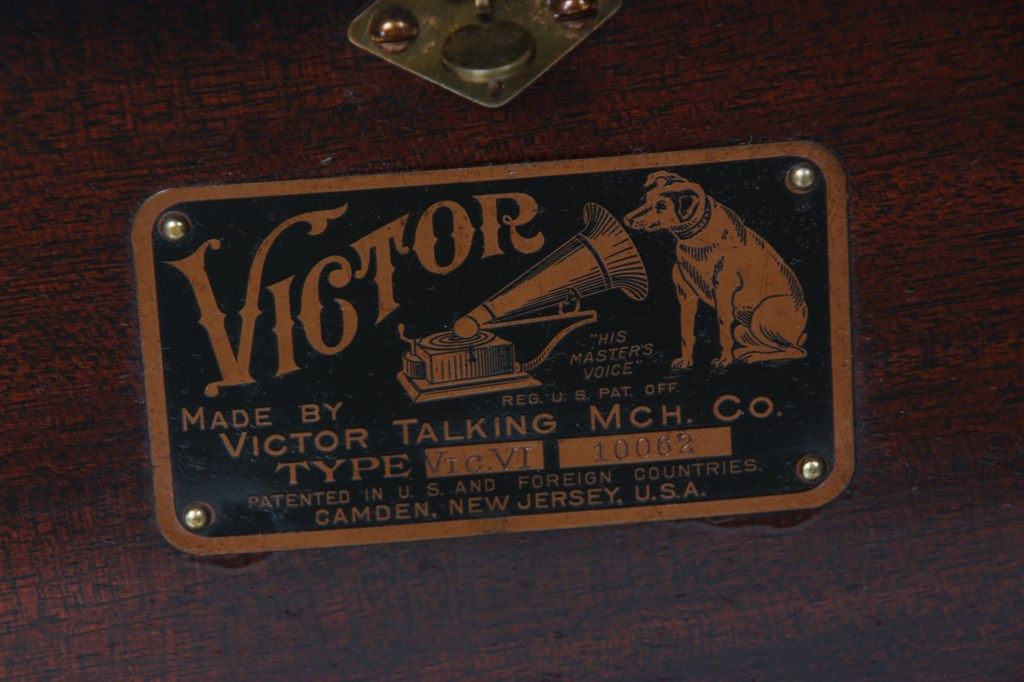 VICTOR
"HIS
MASTER'S
VOICE"
REG. U. S. PAT. OFF.
MADE BY
VICTOR TALKING MCH. CO.
TYPE VIC.VI 10062
PATENTED IN U. S. AND FOREIGN COUNTRIES.
CAMDEN, NEW JERSEY, U.S.A.